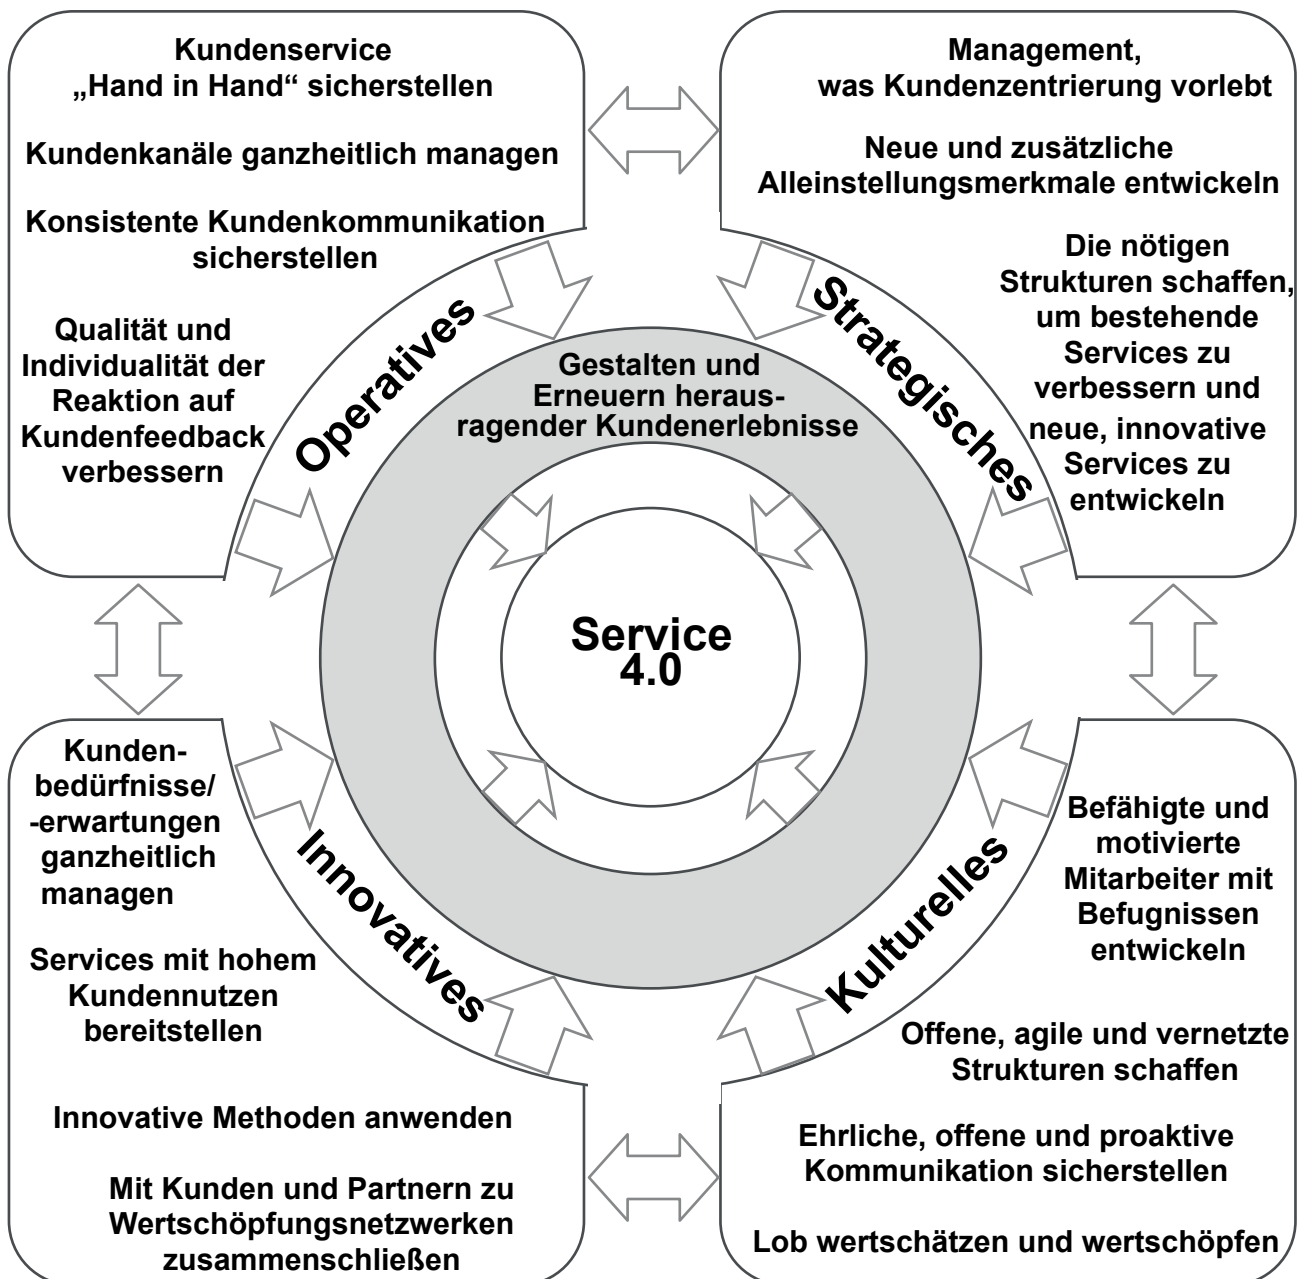 Kundenservice
„Hand in Hand“ sicherstellen
Kundenkanäle ganzheitlich managen
Konsistente Kundenkommunikation
sicherstellen
Qualität und
Individualität der
Reaktion auf
Kundenfeedback
verbessern
Operatives
Management,
was Kundenzentrierung vorlebt
Neue und zusätzliche
Alleinstellungsmerkmale entwickeln
Die nötigen
Strukturen schaffen,
um bestehende
Services zu
verbessern und
neue, innovative
Services zu
entwickeln
Strategisches
Gestalten und
Erneuern heraus-
ragender Kundenerlebnisse
Service
4.0
Kunden-
bedürfnisse/
-erwartungen
ganzheitlich
managen
Services mit hohem
Kundennutzen
bereitstellen
Innovative Methoden anwenden
Mit Kunden und Partnern zu
Wertschöpfungsnetzwerken
zusammenschließen
Innovatives
Kulturelles
Befähigte und
motivierte
Mitarbeiter mit
Befugnissen
entwickeln
Offene, agile und vernetzte
Strukturen schaffen
Ehrliche, offene und proaktive
Kommunikation sicherstellen
Lob wertschätzen und wertschöpfen